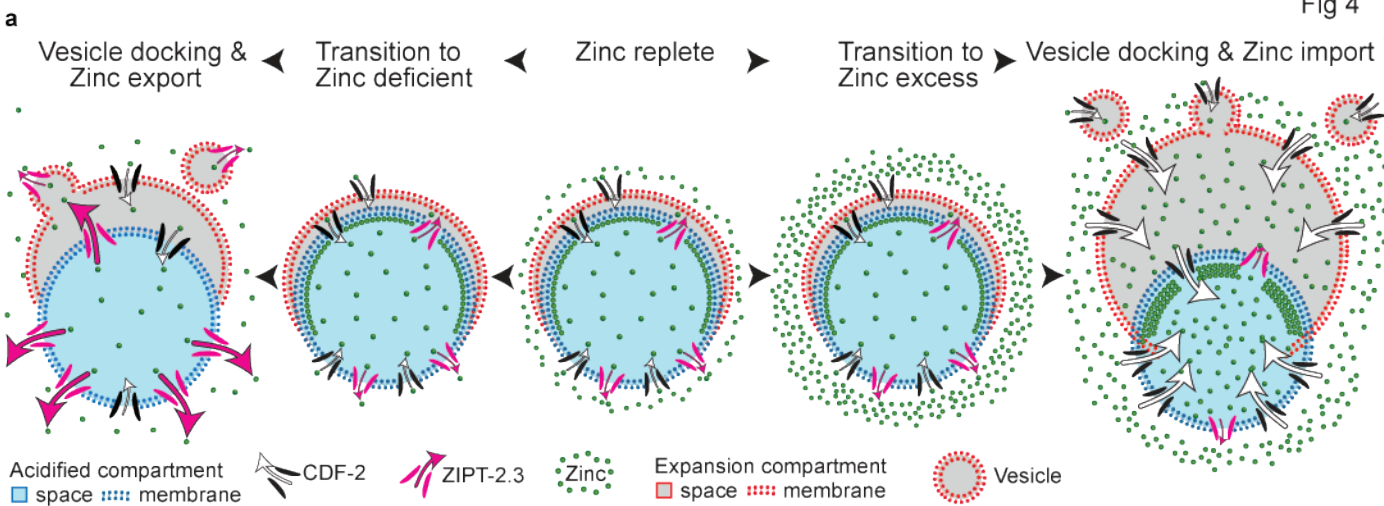 Fig 4
a
Vesicle docking &
Zinc export
Transition to
Zinc deficient
Zinc replete
Transition to
Zinc excess
Vesicle docking & Zinc import
Acidified compartment
space
membrane
CDF-2
ZIPT-2.3
Zinc
Expansion compartment
space
membrane
Vesicle